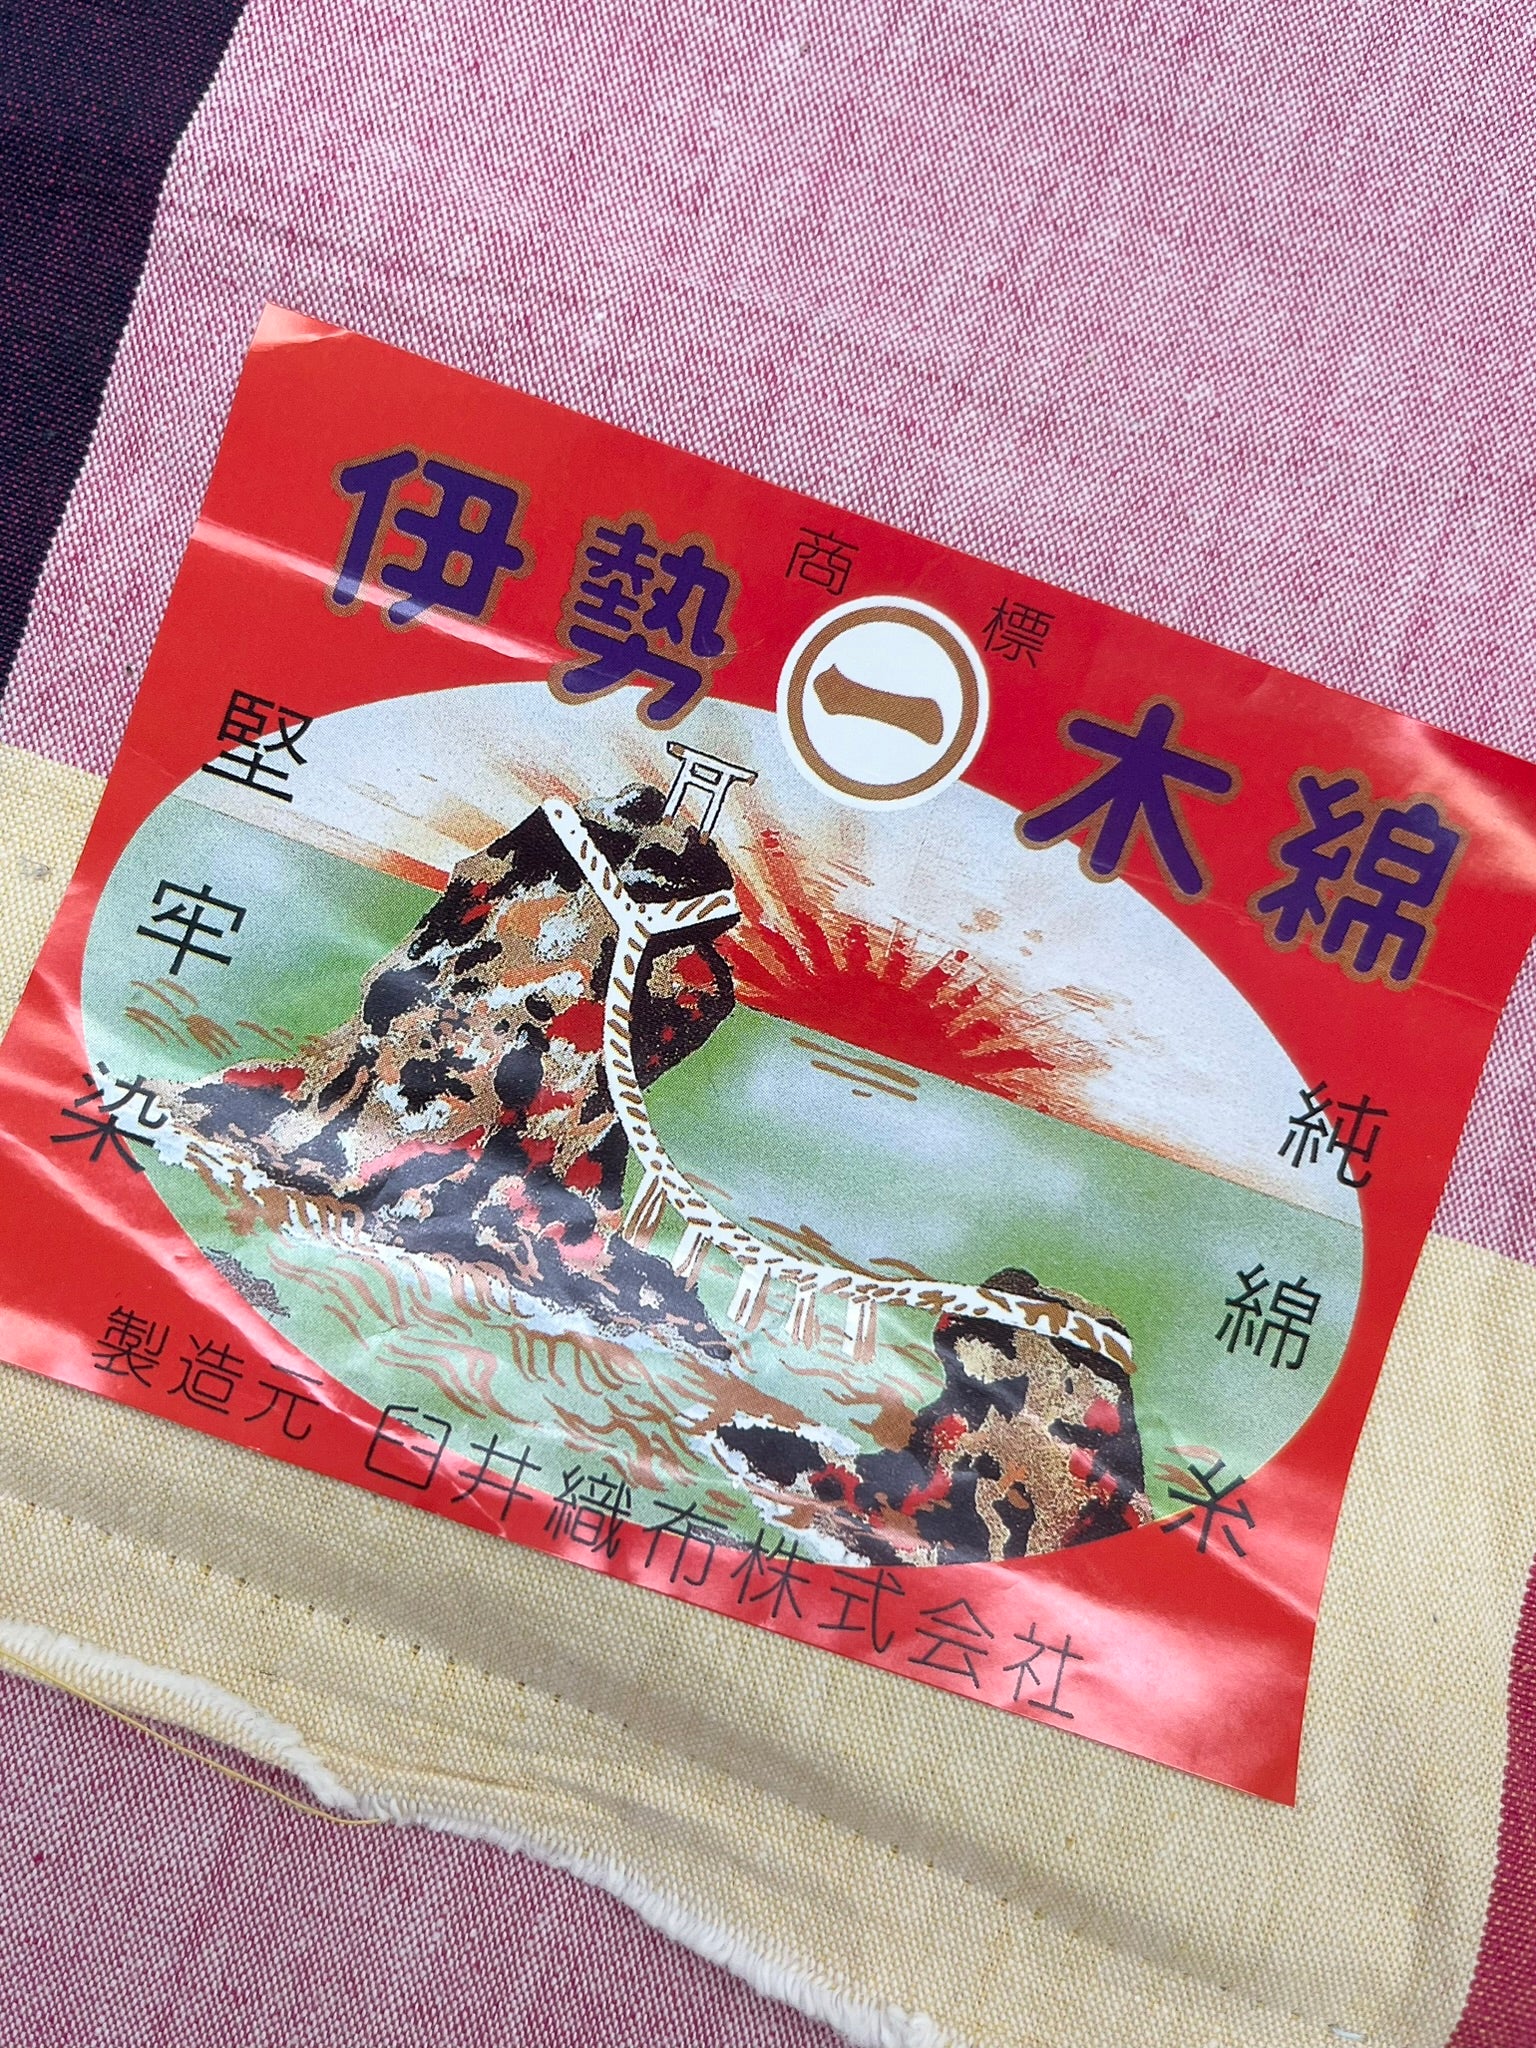 商標
伊勢 一 木綿
堅牢染
純綿糸
製造元 臼井織布株式会社